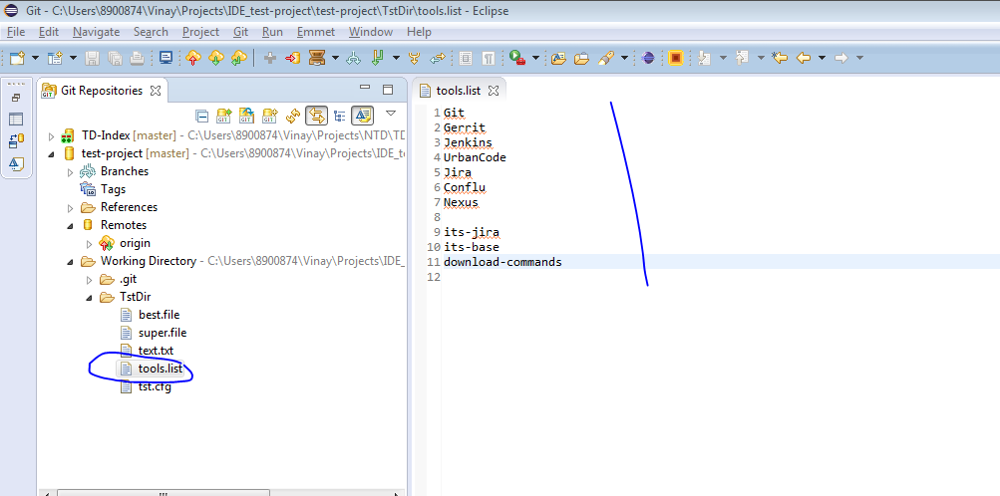 Git - C:\Users\8900874\Vinay\Projects\IDE_test-project\test-project\TstDir\tools.list - Eclipse
File Edit Navigate Search Project Git Run Emmet Window Help
Git Repositories
TD-Index [master] - C:\Users\8900874\Vinay\Projects\NTD\TD
test-project [master] - C:\Users\8900874\Vinay\Projects\IDE_te
Branches
Tags
References
Remotes
origin
Working Directory - C:\Users\8900874\Vinay\Projects\IDE_
.git
TstDir
best.file
super.file
text.txt
tools.list
tst.cfg
tools.list
1 Git
2 Gerrit
3 Jenkins
4 UrbanCode
5 Jira
6 Conflu
7 Nexus
8
9 its-jira
10 its-base
11 download-commands
12